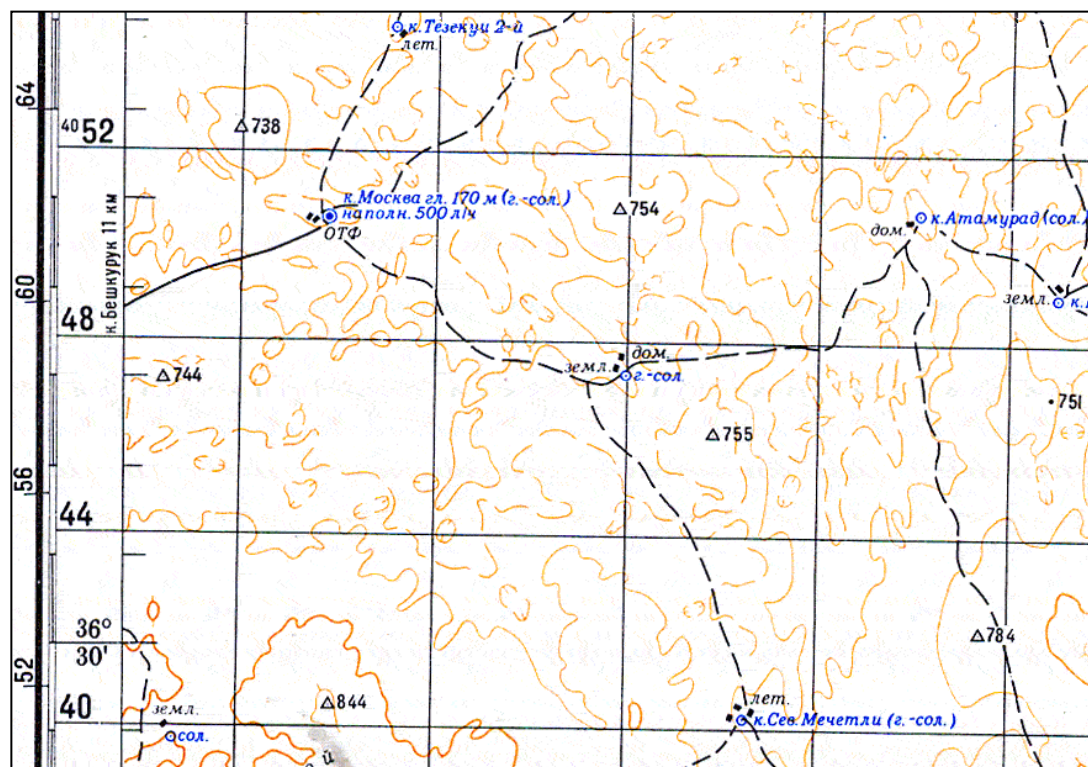 к. Тезекуи 2-й
лет.
64
738
40 52
к. Москва гл. 170 м (г.-сол.)
наполн. 500 л/ч
ОТФ
754
к. Атамурад (сол.)
дом.
к. Бешкурук 11 км
60
земл.
48
дом.
земл.
г.-сол.
744
751
755
56
44
784
36°
30'
52
лет.
844
40
земл.
к. Сев. Мечетли (г.-сол.)
сол.
й